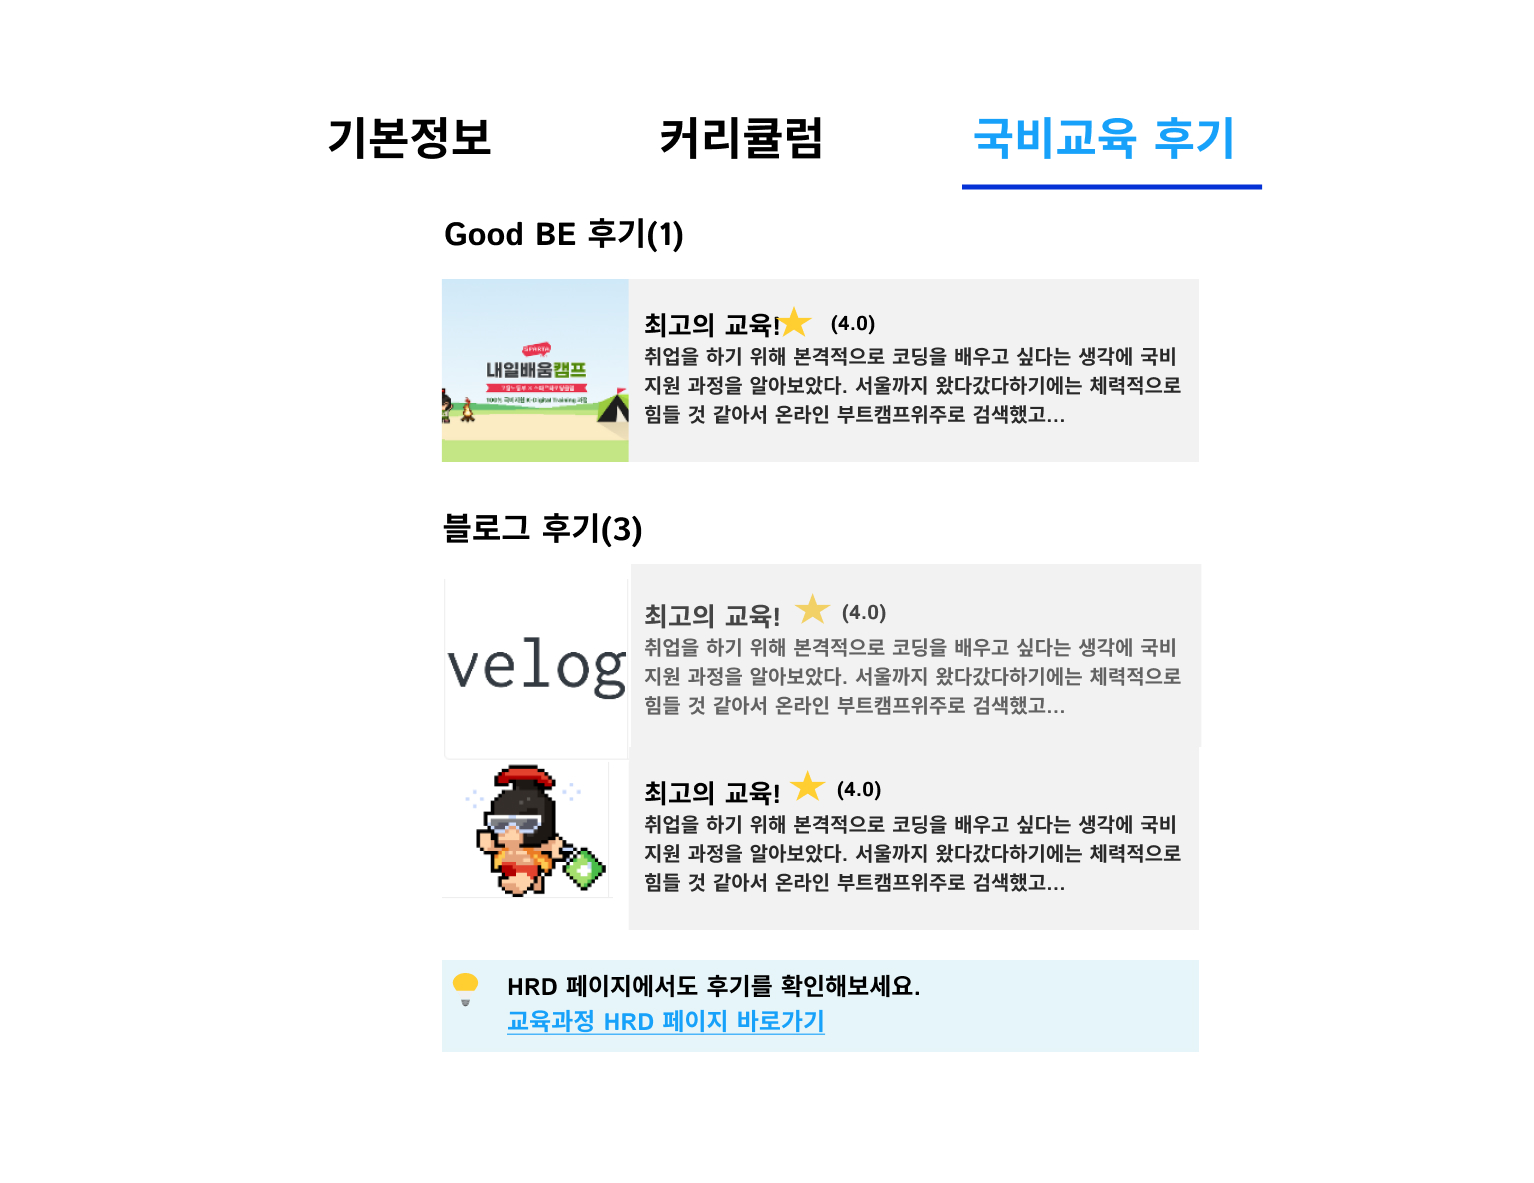 기본정보 커리큘럼 국비교육 후기
Good BE 후기(1)
SPARTA
내일배움캠프
100% 국비지원 K-Digital Training 과정
최고의 교육! (4.0)
취업을 하기 위해 본격적으로 코딩을 배우고 싶다는 생각에 국비
지원 과정을 알아보았다. 서울까지 왔다갔다하기에는 체력적으로
힘들 것 같아서 온라인 부트캠프위주로 검색했고...
블로그 후기(3)
velog
최고의 교육! (4.0)
취업을 하기 위해 본격적으로 코딩을 배우고 싶다는 생각에 국비
지원 과정을 알아보았다. 서울까지 왔다갔다하기에는 체력적으로
힘들 것 같아서 온라인 부트캠프위주로 검색했고...
최고의 교육! (4.0)
취업을 하기 위해 본격적으로 코딩을 배우고 싶다는 생각에 국비
지원 과정을 알아보았다. 서울까지 왔다갔다하기에는 체력적으로
힘들 것 같아서 온라인 부트캠프위주로 검색했고...
HRD 페이지에서도 후기를 확인해보세요.
교육과정 HRD 페이지 바로가기